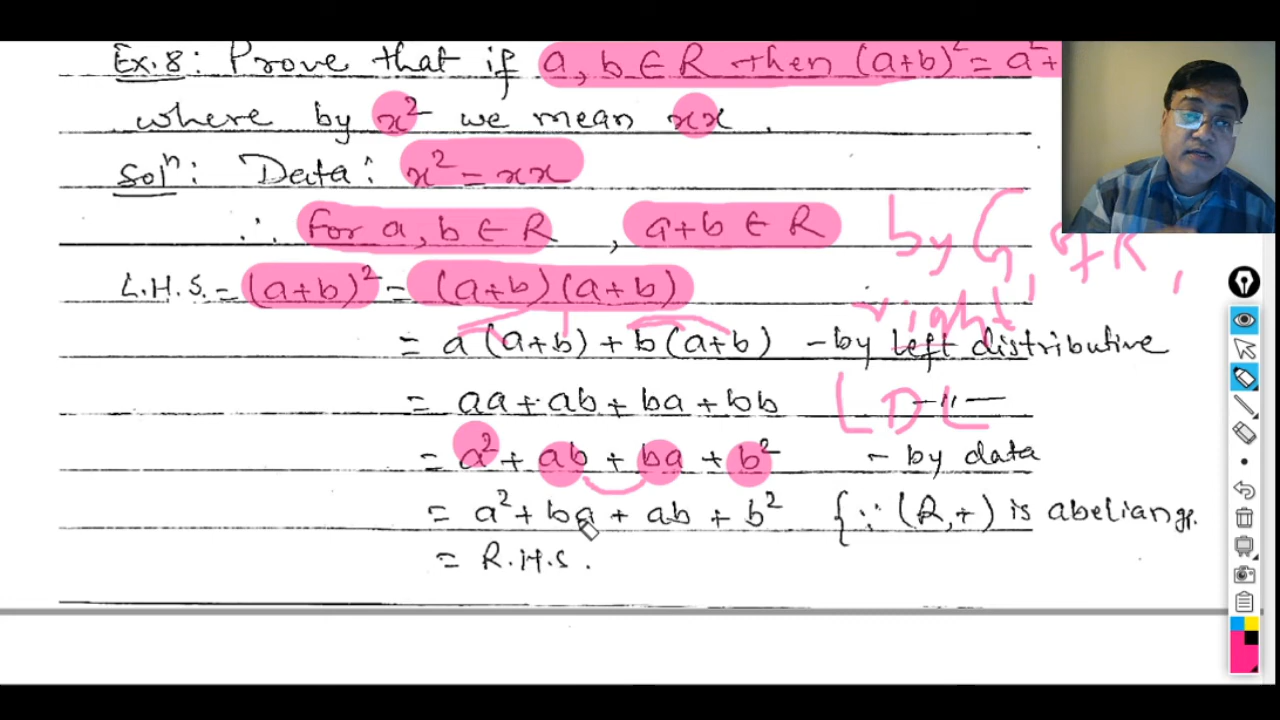 Ex.8: Prove that if a, b ∈ R then (a+b)² = a²+
where by x² we mean xx.
Solⁿ: Data: x² = xx
∴ for a, b ∈ R, a+b ∈ R by G, of R,
L.H.S. = (a+b)² = (a+b)(a+b)
right
= a(a+b) + b(a+b) - by left distributive
= aa + ab + ba + bb LDL —"—
= a² + ab + ba + b² - by data
= a² + ba + ab + b² {∵ (R,+) is abelian gp.
= R.H.S.